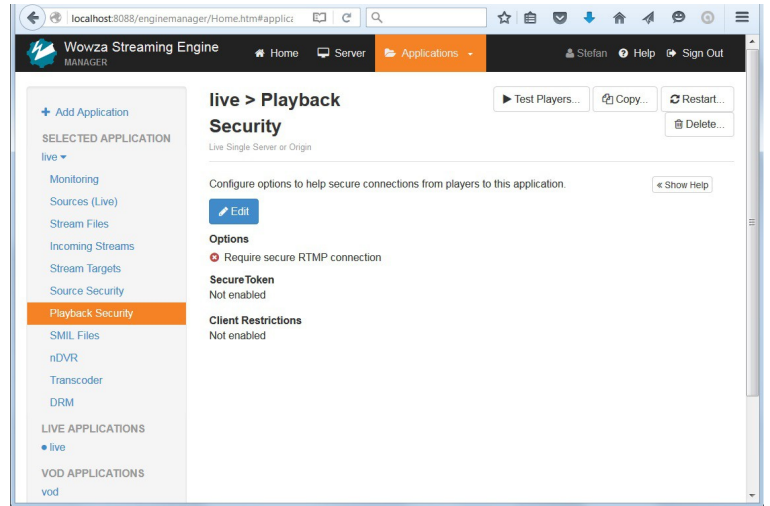 localhost:8088/enginemanager/Home.htm#applica
Wowza Streaming Engine
MANAGER
Home
Server
Applications
Stefan
Help
Sign Out
+ Add Application
SELECTED APPLICATION
live
Monitoring
Sources (Live)
Stream Files
Incoming Streams
Stream Targets
Source Security
Playback Security
SMIL Files
nDVR
Transcoder
DRM
LIVE APPLICATIONS
live
VOD APPLICATIONS
vod
live > Playback
Security
Live Single Server or Origin
Test Players...
Copy...
Restart...
Delete...
Configure options to help secure connections from players to this application.
« Show Help
Edit
Options
Require secure RTMP connection
SecureToken
Not enabled
Client Restrictions
Not enabled